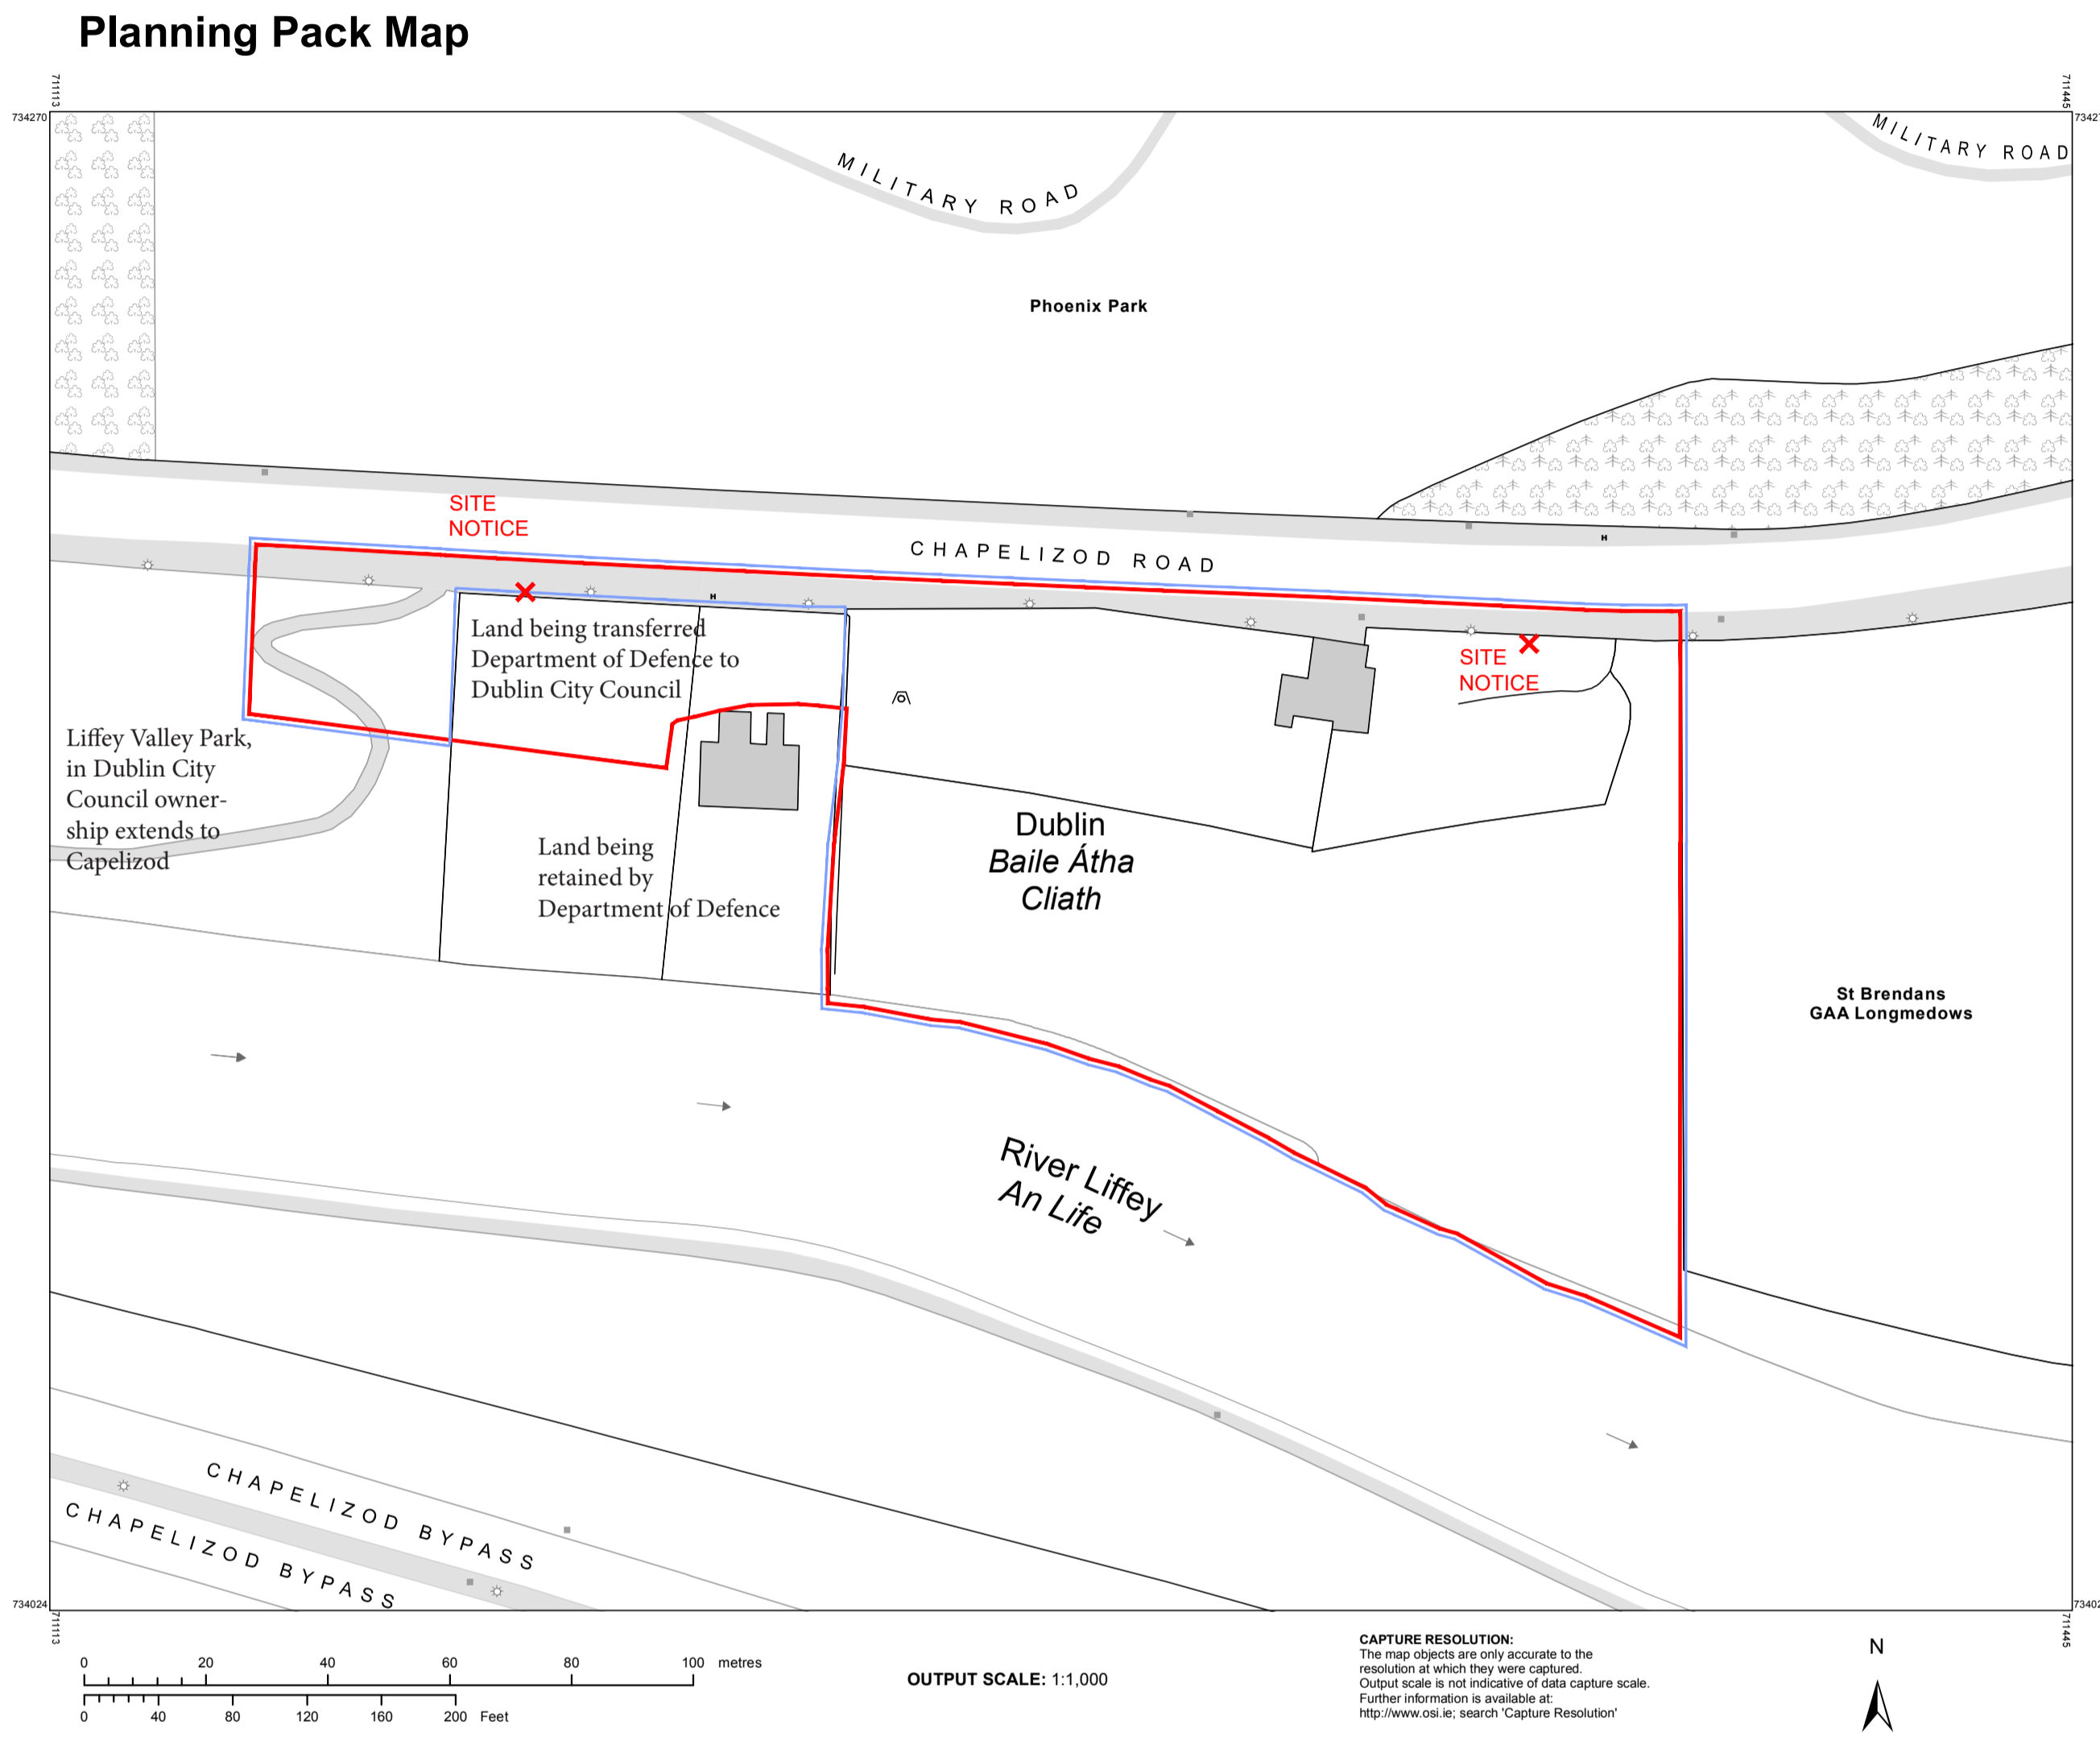 Planning Pack Map
711113
711445
734270
73427
MILITARY ROAD
MILITARY ROAD
Phoenix Park
SITE
NOTICE
CHAPELIZOD ROAD
H
H
Land being transferred
Department of Defence to
Dublin City Council
SITE
NOTICE
Liffey Valley Park,
in Dublin City
Council owner-
ship extends to
Capelizod
Land being
retained by
Department of Defence
Dublin
Baile Átha
Cliath
St Brendans
GAA Longmedows
River Liffey
An Life
CHAPELIZOD BYPASS
CHAPELIZOD BYPASS
734024
73402
711113
711445
0 20 40 60 80 100 metres
0 40 80 120 160 200 Feet
OUTPUT SCALE: 1:1,000
CAPTURE RESOLUTION:
The map objects are only accurate to the
resolution at which they were captured.
Output scale is not indicative of data capture scale.
Further information is available at:
http://www.osi.ie; search 'Capture Resolution'
N